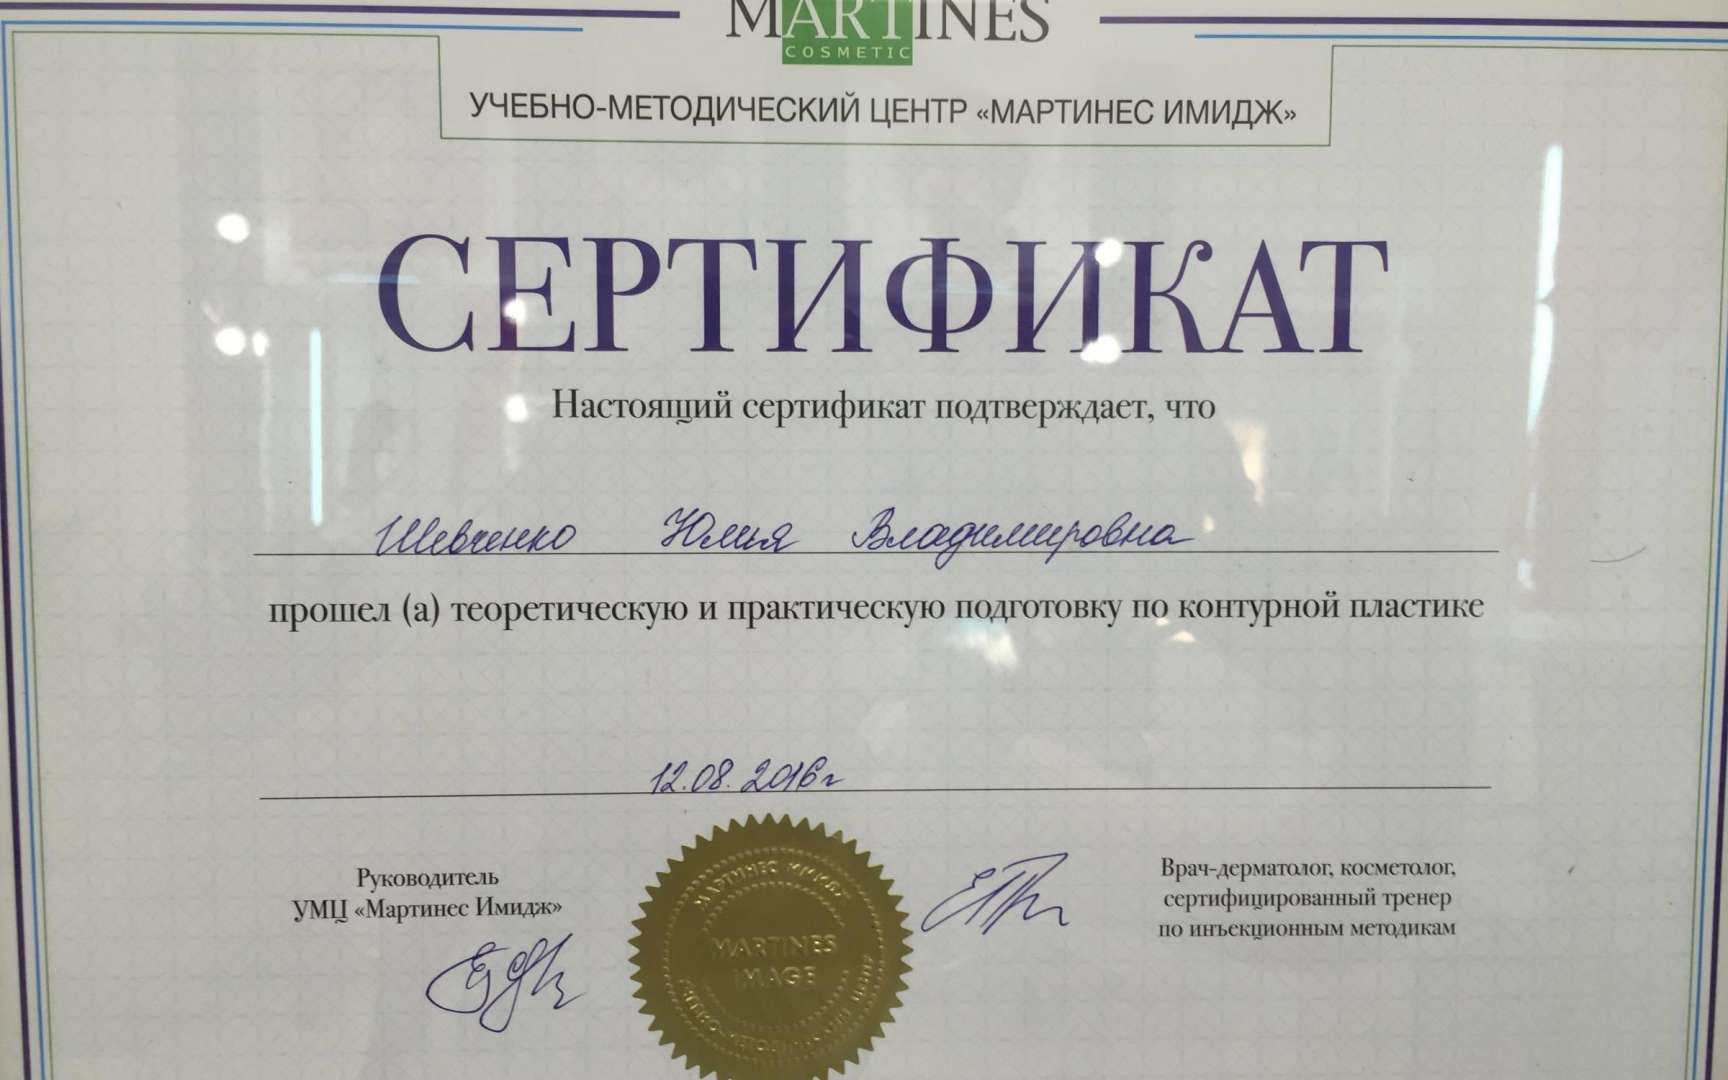 MARTINES
COSMETIC
УЧЕБНО-МЕТОДИЧЕСКИЙ ЦЕНТР «МАРТИНЕС ИМИДЖ»
СЕРТИФИКАТ
Настоящий сертификат подтверждает, что
Шевченко Юлия Владимировна
прошел (а) теоретическую и практическую подготовку по контурной пластике
12.08.2016г
Руководитель
УМЦ «Мартинес Имидж»
МАРТИНЕС ИМИДЖ
MARTINES
IMAGE
Врач-дерматолог, косметолог,
сертифицированный тренер
по инъекционным методикам